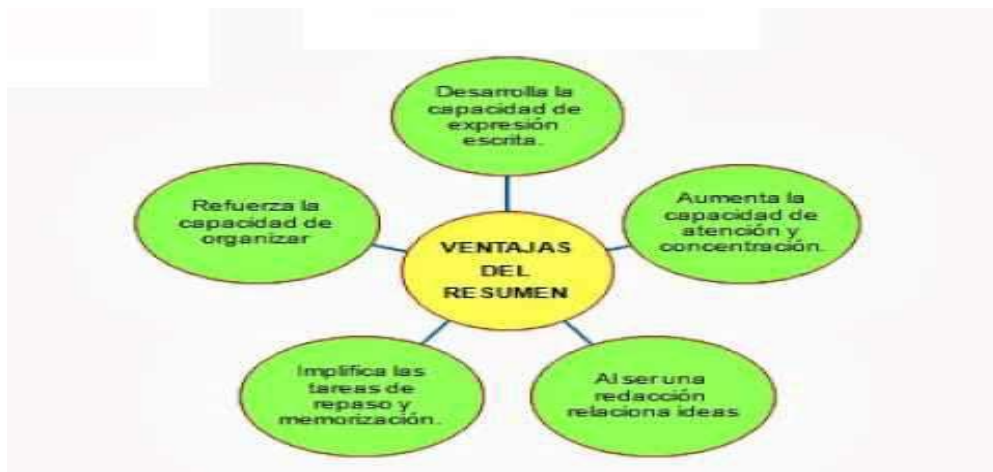 Desarrolla la
capacidad de
expresión
escrita.
Refuerza la
capacidad de
organizar
Aumenta la
capacidad de
atención y
concentración.
VENTAJAS
DEL
RESUMEN
Implifica las
tareas de
repaso y
memorización.
Al ser una
redacción
relaciona ideas